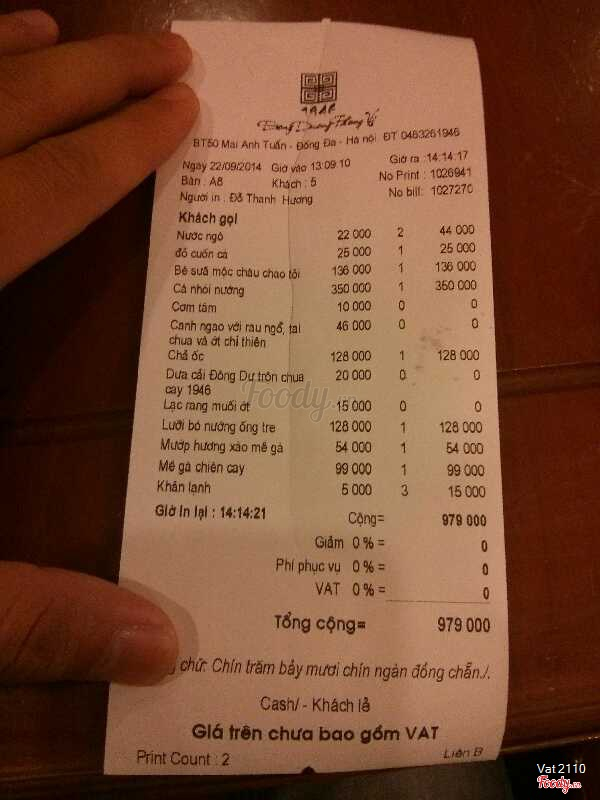 1946
BT50 Mai Anh Tuấn - Đống Đa - Hà nội ĐT 0463261946
Ngày 22/09/2014 Giờ vào 13:09:10 Giờ ra : 14:14:17
Bàn : A8 Khách : 5 No Print : 1026941
Người in : Đỗ Thanh Hương No bill: 1027270
Khách gọi
Nước ngô 22 000 2 44 000
đồ cuốn cà 25 000 1 25 000
Bê sữa mộc châu chao tỏi 136 000 1 136 000
Cá nhồi nướng 350 000 1 350 000
Cơm tám 10 000 0 0
Canh ngao với rau ngổ, tai 46 000 0 0
chua và ớt chỉ thiên
Chả ốc 128 000 1 128 000
Dưa cải Đông Dư trộn chua 20 000 0 0
cay 1946
Lạc rang muối ớt 15 000 0 0
Lưỡi bò nướng ống tre 128 000 1 128 000
Mướp hương xào mề gà 54 000 1 54 000
Mề gà chiên cay 99 000 1 99 000
Khăn lạnh 5 000 3 15 000
Giờ in lại : 14:14:21 Cộng= 979 000
Giảm 0 % = 0
Phí phục vụ 0 % = 0
VAT 0 % = 0
Tổng cộng= 979 000
chữ: Chín trăm bảy mươi chín ngàn đồng chẵn./.
Cash/ - Khách lẻ
Giá trên chưa bao gồm VAT
Print Count : 2 Liên B
Foody.vn
Vat2110
Foody.vn